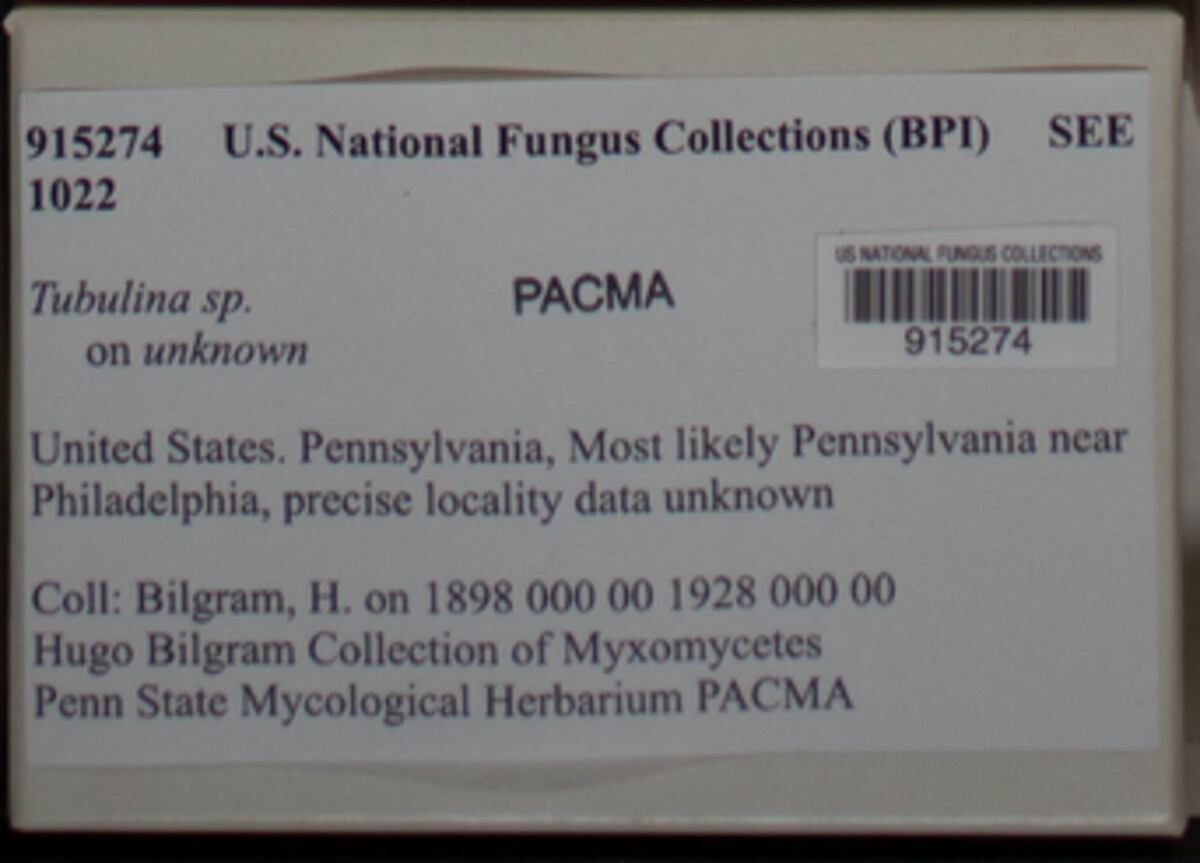 915274 U.S. National Fungus Collections (BPI) SEE
1022
Tubulina sp. PACMA
on unknown
US NATIONAL FUNGUS COLLECTIONS
915274
United States. Pennsylvania, Most likely Pennsylvania near
Philadelphia, precise locality data unknown
Coll: Bilgram, H. on 1898 000 00 1928 000 00
Hugo Bilgram Collection of Myxomycetes
Penn State Mycological Herbarium PACMA